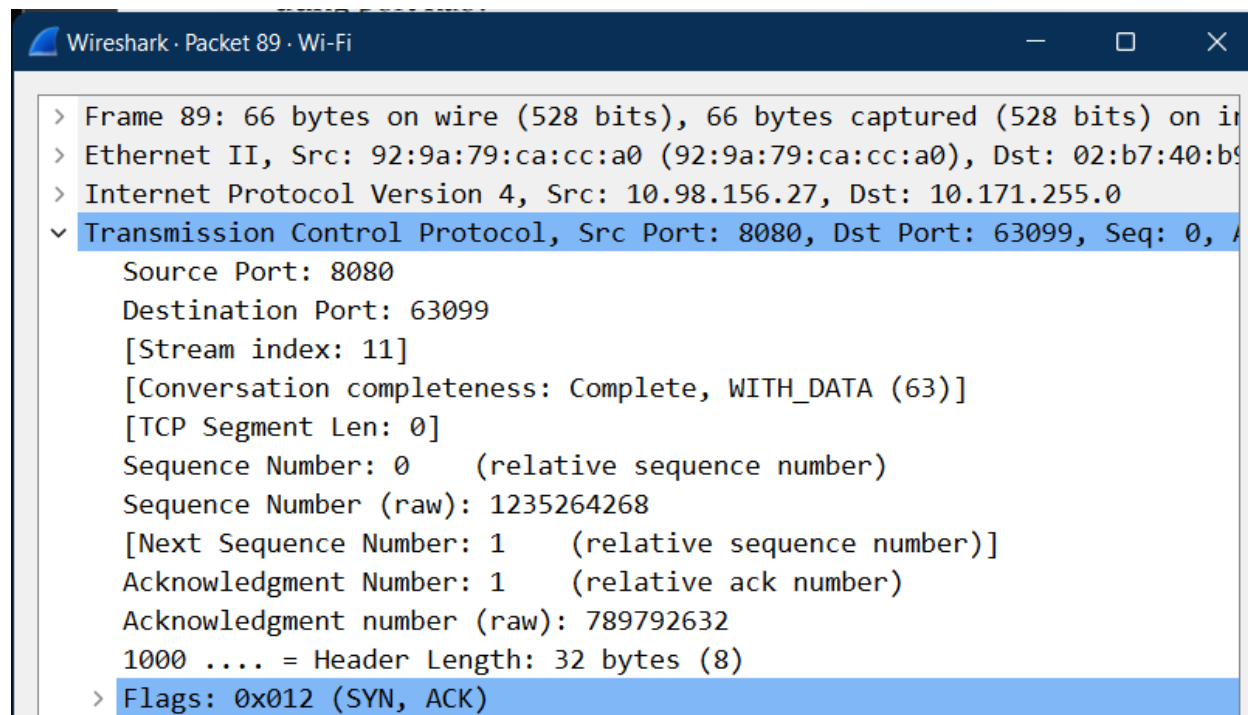 Wireshark · Packet 89 · Wi-Fi
Frame 89: 66 bytes on wire (528 bits), 66 bytes captured (528 bits) on
Ethernet II, Src: 92:9a:79:ca:cc:a0 (92:9a:79:ca:cc:a0), Dst: 02:b7:40:b9
Internet Protocol Version 4, Src: 10.98.156.27, Dst: 10.171.255.0
Transmission Control Protocol, Src Port: 8080, Dst Port: 63099, Seq: 0,
Source Port: 8080
Destination Port: 63099
[Stream index: 11]
[Conversation completeness: Complete, WITH_DATA (63)]
[TCP Segment Len: 0]
Sequence Number: 0 (relative sequence number)
Sequence Number (raw): 1235264268
[Next Sequence Number: 1 (relative sequence number)]
Acknowledgment Number: 1 (relative ack number)
Acknowledgment number (raw): 789792632
1000 .... = Header Length: 32 bytes (8)
Flags: 0x012 (SYN, ACK)